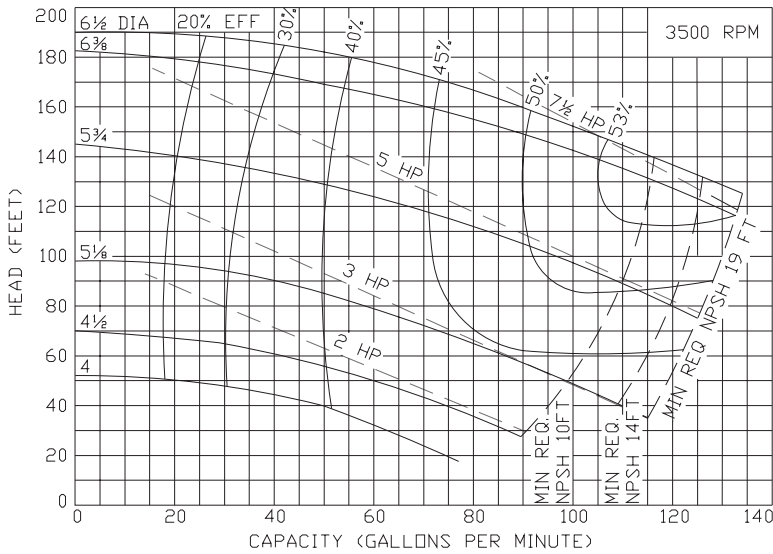 200
6½ DIA 20% EFF 30% 40% 3500 RPM
6⅜
180
45%
160
50%
7½ HP 53%
5¾
140
5 HP
120
5⅛
100
3 HP
80
4½
2 HP
60
4
40
20
0
MIN REQ. NPSH 10FT
MIN REQ. NPSH 14FT
MIN REQ NPSH 19 FT
0 20 40 60 80 100 120 140
HEAD (FEET)
CAPACITY (GALLONS PER MINUTE)